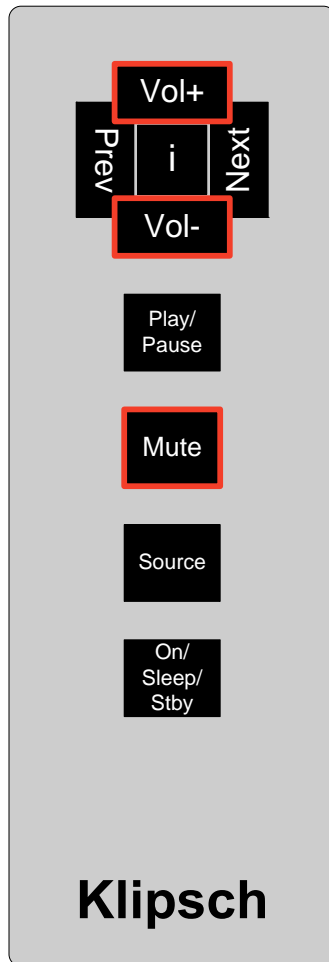 Vol+
Prev
i
Next
Vol-
Play/
Pause
Mute
Source
On/
Sleep/
Stby
Klipsch